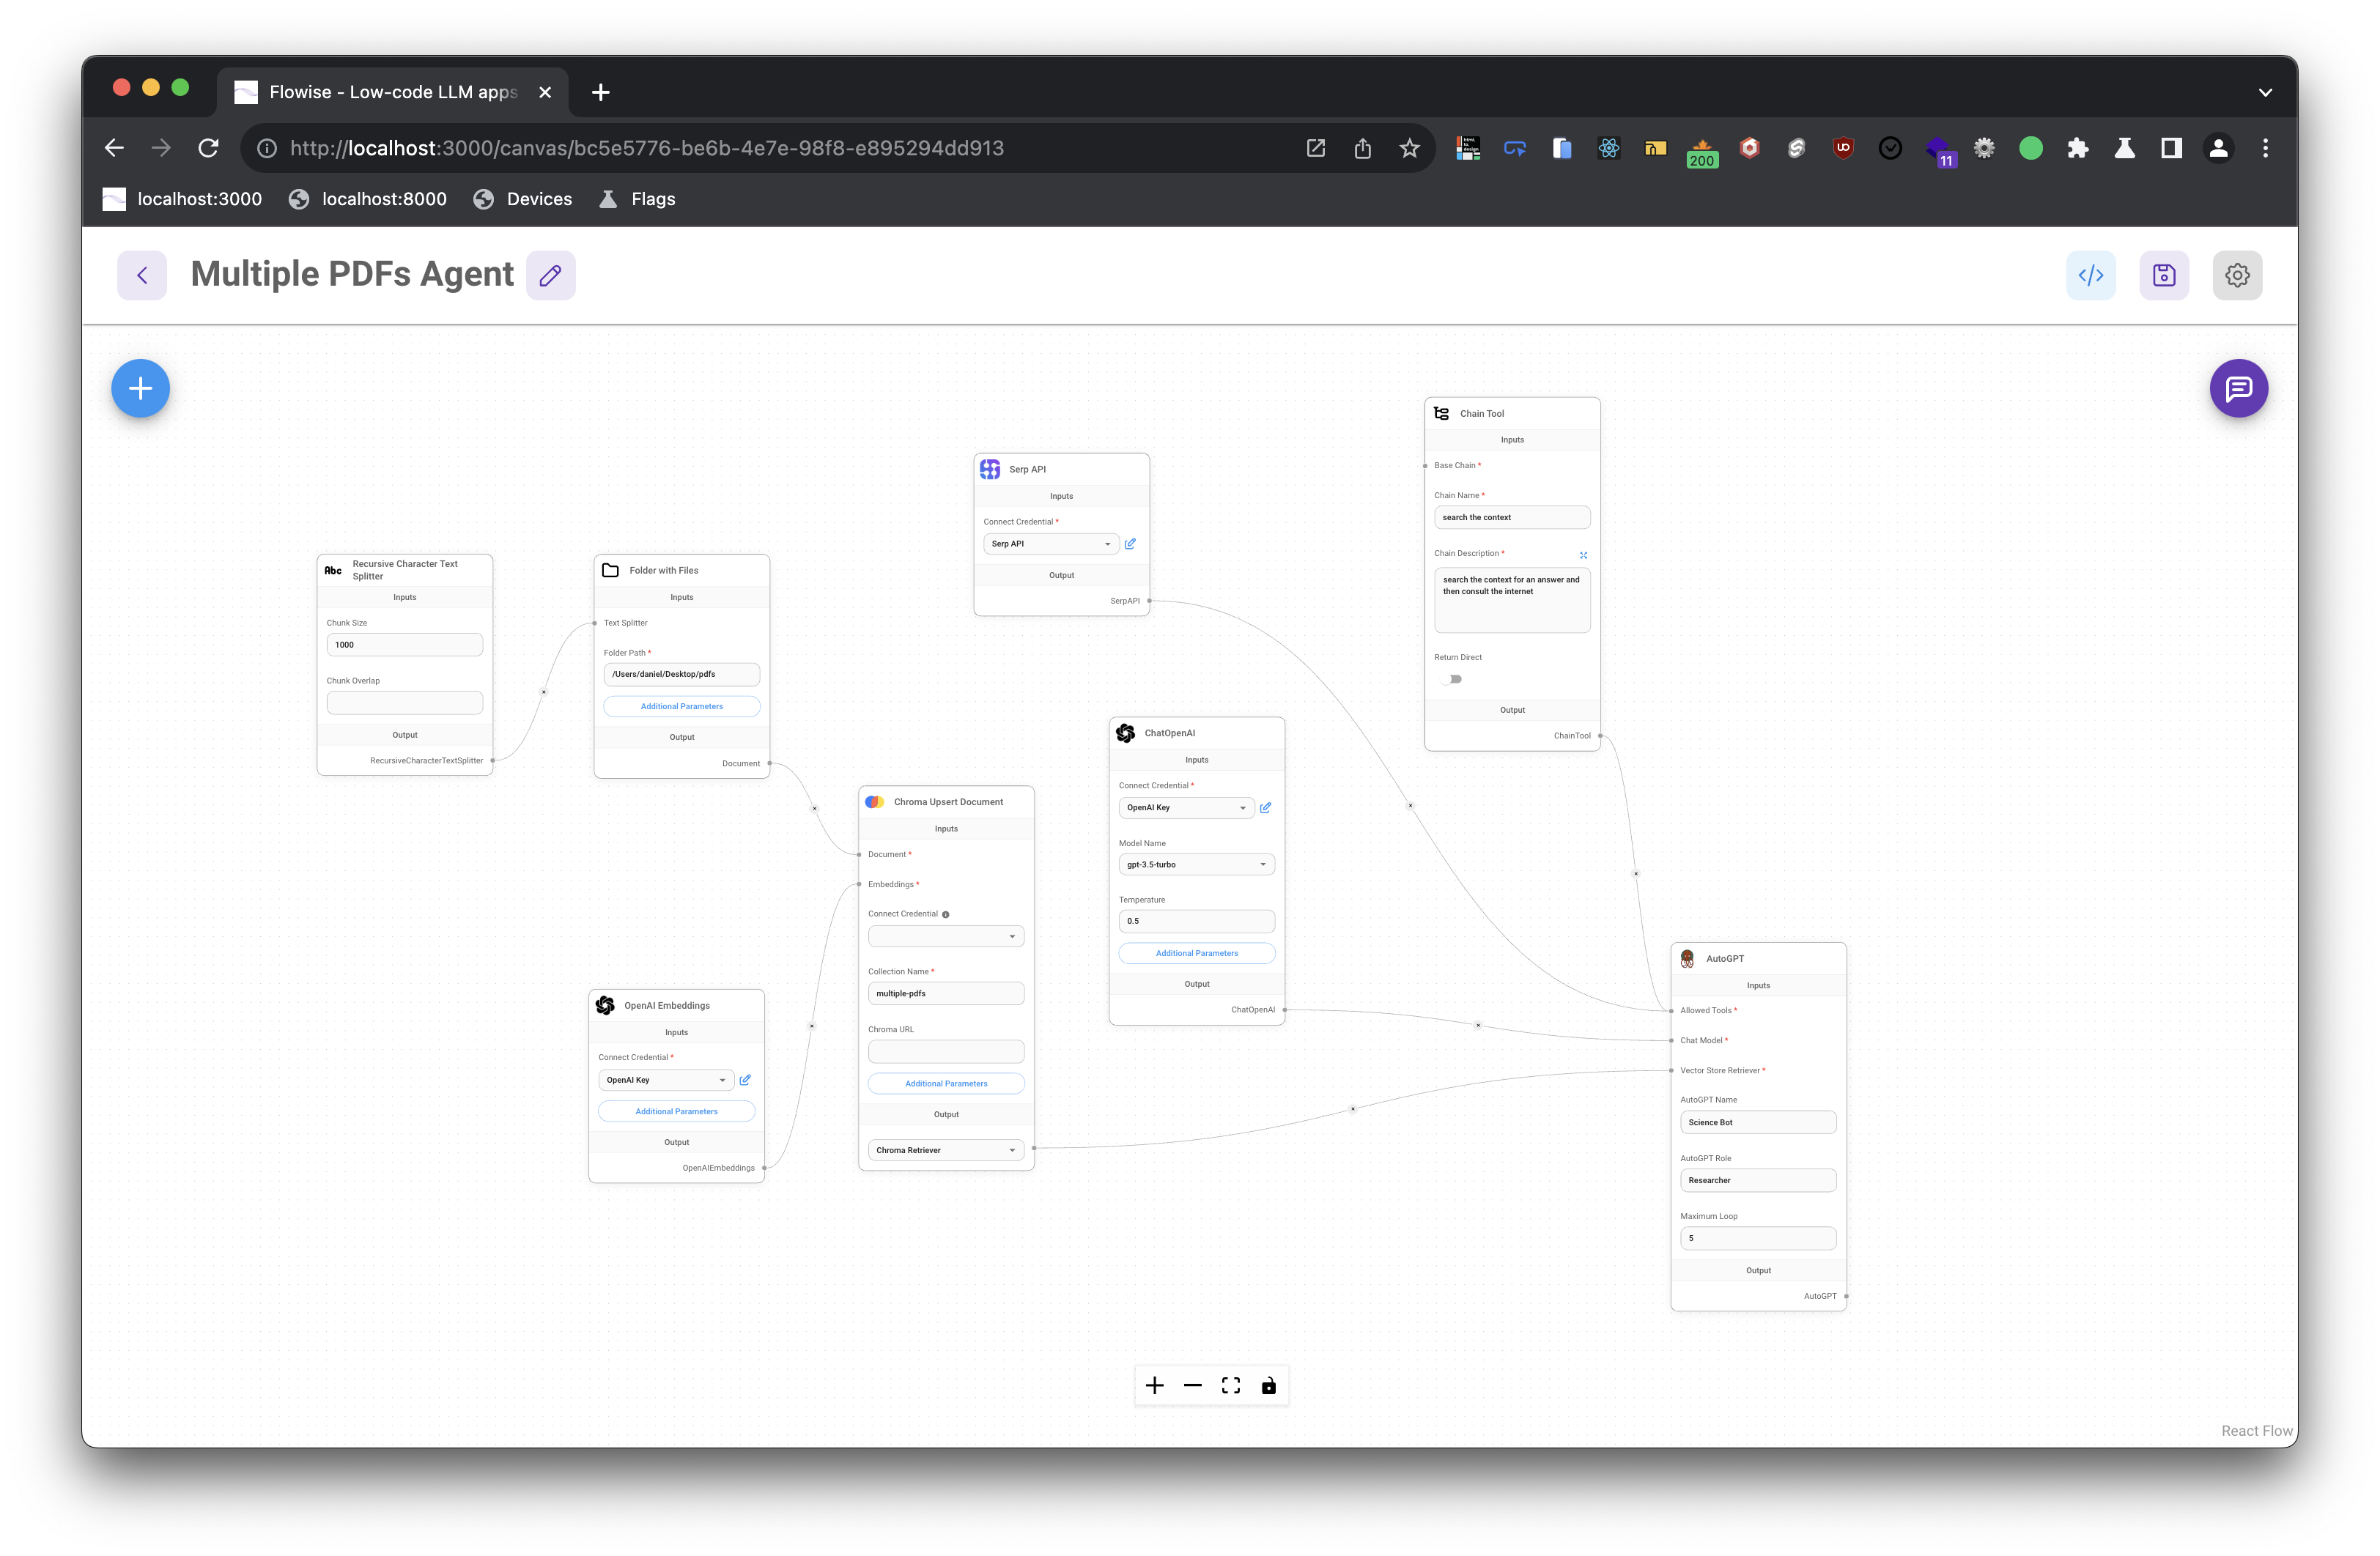 Flowise - Low-code LLM apps
http://localhost:3000/canvas/bc5e5776-be6b-4e7e-98f8-e895294dd913
200
11
localhost:3000
localhost:8000
Devices
Flags
Multiple PDFs Agent
Abc
Recursive Character Text
Splitter
Inputs
Chunk Size
1000
Chunk Overlap
Output
RecursiveCharacterTextSplitter
Folder with Files
Inputs
Text Splitter
Folder Path *
/Users/daniel/Desktop/pdfs
Additional Parameters
Output
Document
OpenAI Embeddings
Inputs
Connect Credential *
OpenAI Key
Additional Parameters
Output
OpenAIEmbeddings
Chroma Upsert Document
Inputs
Document *
Embeddings *
Connect Credential
Collection Name *
multiple-pdfs
Chroma URL
Additional Parameters
Output
Chroma Retriever
Serp API
Inputs
Connect Credential *
Serp API
Output
SerpAPI
ChatOpenAI
Inputs
Connect Credential *
OpenAI Key
Model Name
gpt-3.5-turbo
Temperature
0.5
Additional Parameters
Output
ChatOpenAI
Chain Tool
Inputs
Base Chain *
Chain Name *
search the context
Chain Description *
search the context for an answer and
then consult the internet
Return Direct
Output
ChainTool
AutoGPT
Inputs
Allowed Tools *
Chat Model *
Vector Store Retriever *
AutoGPT Name
Science Bot
AutoGPT Role
Researcher
Maximum Loop
5
Output
AutoGPT
React Flow